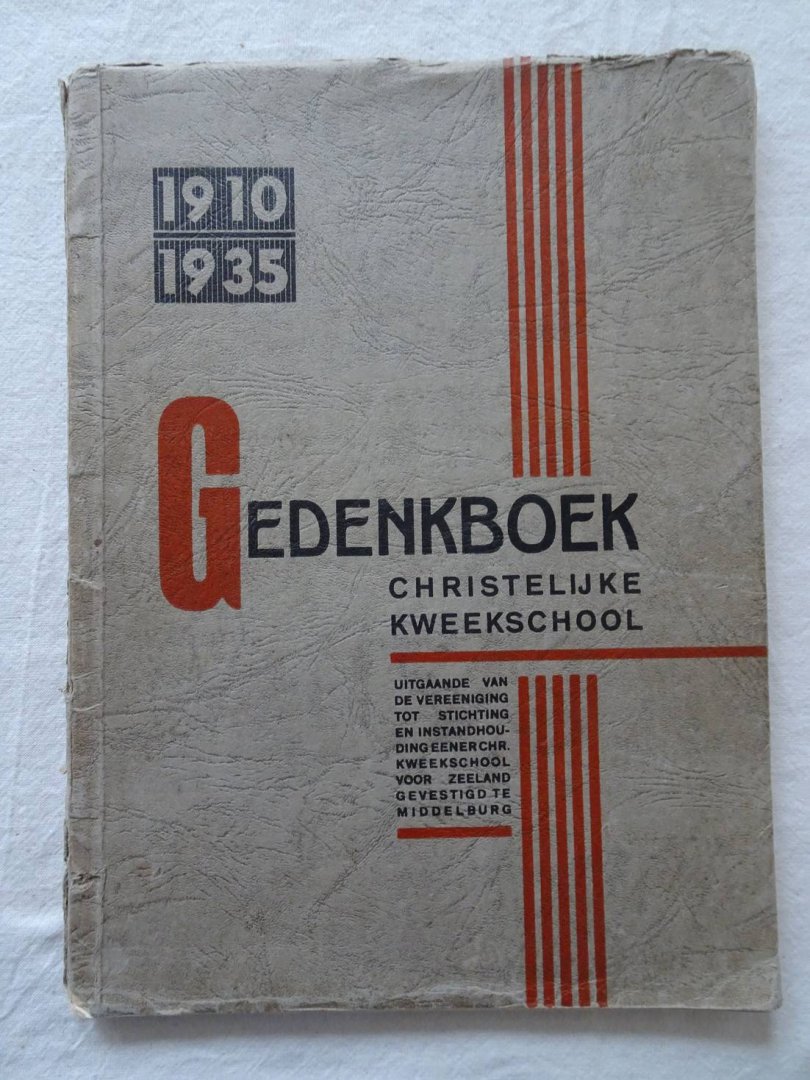 1910
1935
GEDENKBOEK
CHRISTELIJKE
KWEEKSCHOOL
UITGAANDE VAN
DE VEREENIGING
TOT STICHTING
EN INSTANDHOU-
DING EENER CHR.
KWEEKSCHOOL
VOOR ZEELAND
GEVESTIGD TE
MIDDELBURG